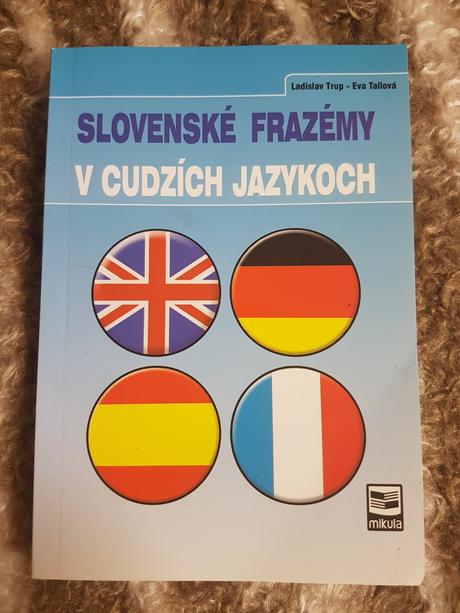 Ladislav Trup - Eva Tallová
SLOVENSKÉ FRAZÉMY
V CUDZÍCH JAZYKOCH
mikula